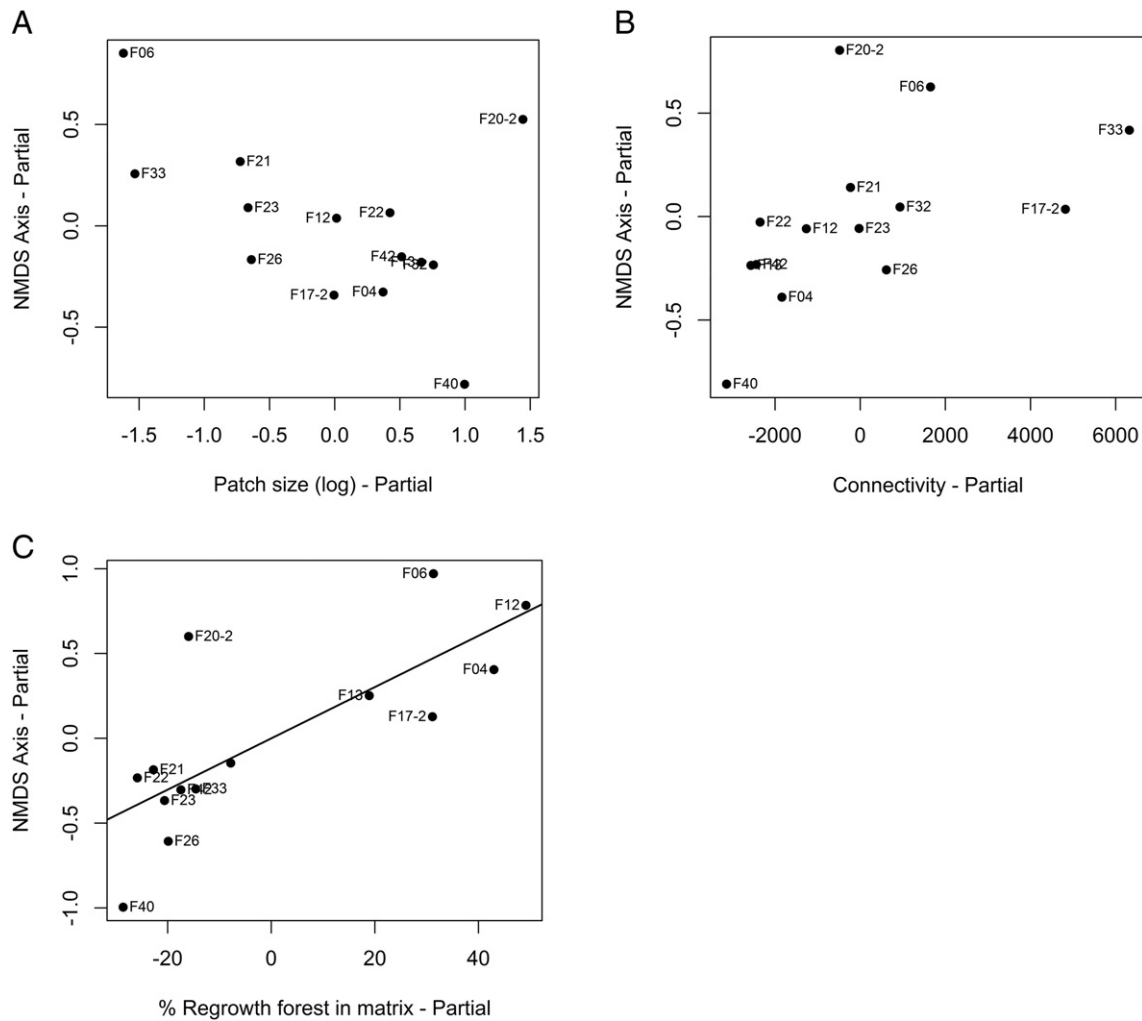 A
NMDS Axis - Partial
0.5
0.0
-0.5
F06
F20-2
F33
F21
F23
F12
F22
F26
F42
F17-2
F04
F40
-1.5
-1.0
-0.5
0.0
0.5
1.0
1.5
Patch size (log) - Partial
B
NMDS Axis - Partial
0.5
0.0
-0.5
F20-2
F06
F33
F21
F32
F17-2
F22
F12
F23
F42
F26
F04
F40
-2000
0
2000
4000
6000
Connectivity - Partial
C
NMDS Axis - Partial
1.0
0.5
0.0
-0.5
-1.0
F06
F12
F20-2
F04
F13
F17-2
F21
F22
F42
F33
F23
F26
F40
-20
0
20
40
% Regrowth forest in matrix - Partial